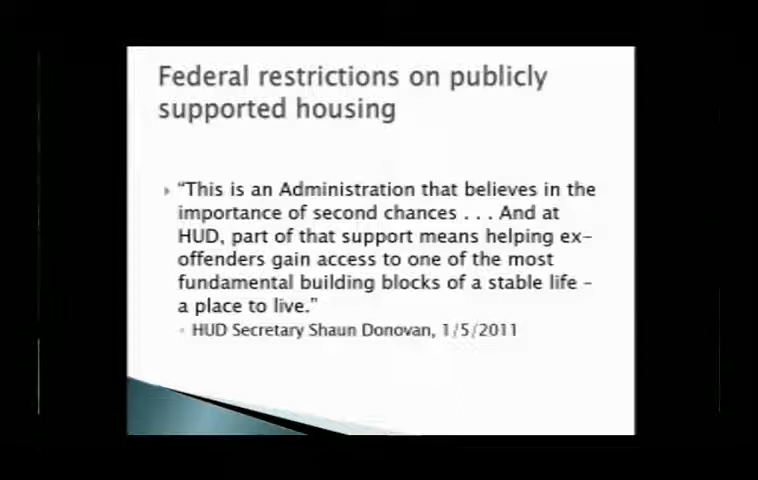 Federal restrictions on publicly
supported housing
"This is an Administration that believes in the
importance of second chances . . . And at
HUD, part of that support means helping ex-
offenders gain access to one of the most
fundamental building blocks of a stable life –
a place to live."
HUD Secretary Shaun Donovan, 1/5/2011